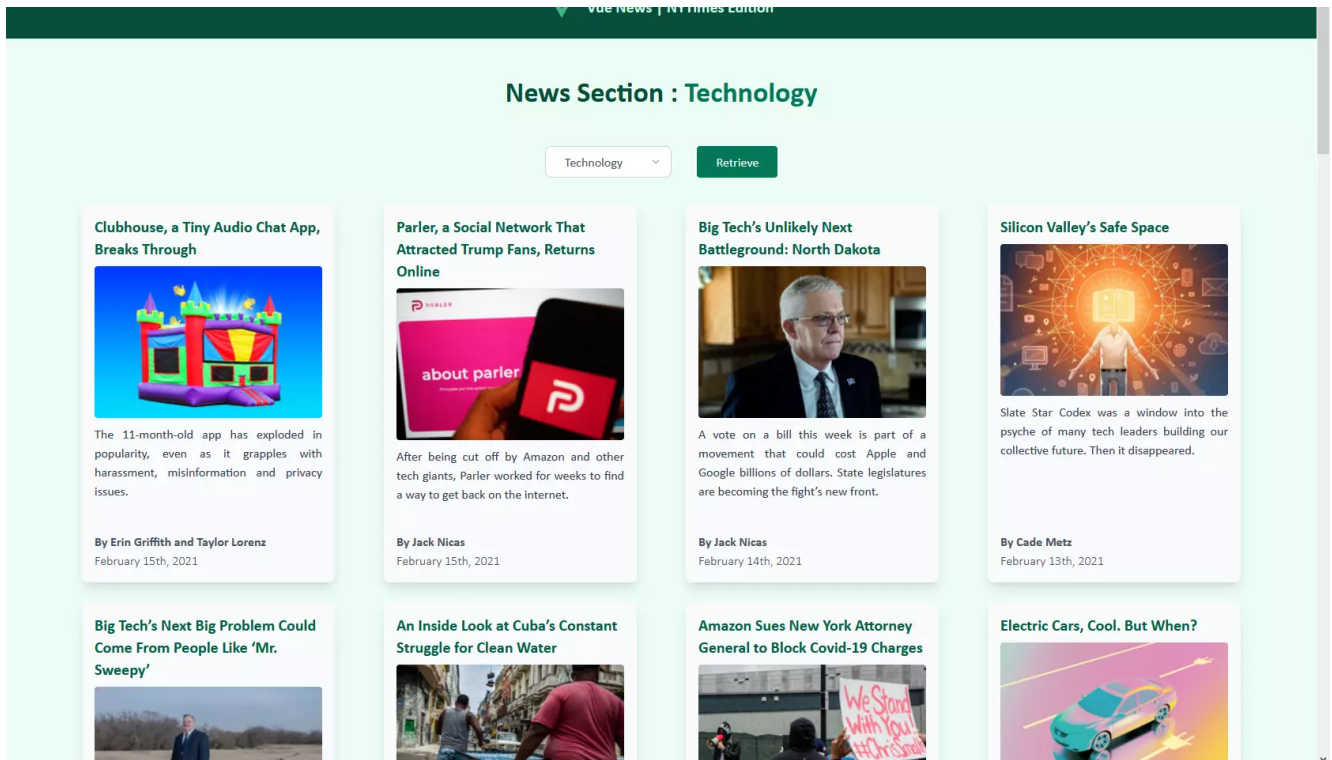 Vue News | NYTimes Edition
News Section : Technology
Technology
Retrieve
Clubhouse, a Tiny Audio Chat App,
Breaks Through
The 11-month-old app has exploded in
popularity, even as it grapples with
harassment, misinformation and privacy
issues.
By Erin Griffith and Taylor Lorenz
February 15th, 2021
Parler, a Social Network That
Attracted Trump Fans, Returns
Online
PARLER
about parler
After being cut off by Amazon and other
tech giants, Parler worked for weeks to find
a way to get back on the internet.
By Jack Nicas
February 15th, 2021
Big Tech’s Unlikely Next
Battleground: North Dakota
A vote on a bill this week is part of a
movement that could cost Apple and
Google billions of dollars. State legislatures
are becoming the fight’s new front.
By Jack Nicas
February 14th, 2021
Silicon Valley’s Safe Space
Slate Star Codex was a window into the
psyche of many tech leaders building our
collective future. Then it disappeared.
By Cade Metz
February 13th, 2021
Big Tech’s Next Big Problem Could
Come From People Like ‘Mr.
Sweepy’
An Inside Look at Cuba’s Constant
Struggle for Clean Water
Amazon Sues New York Attorney
General to Block Covid-19 Charges
We Stand
With You!
Electric Cars, Cool. But When?